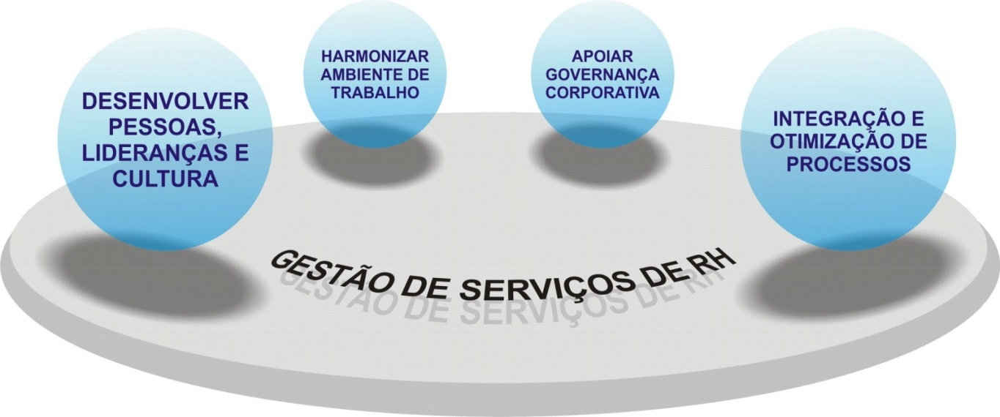 DESENVOLVER
PESSOAS,
LIDERANÇAS E
CULTURA
HARMONIZAR
AMBIENTE DE
TRABALHO
APOIAR
GOVERNANÇA
CORPORATIVA
INTEGRAÇÃO E
OTIMIZAÇÃO DE
PROCESSOS
GESTÃO DE SERVIÇOS DE RH